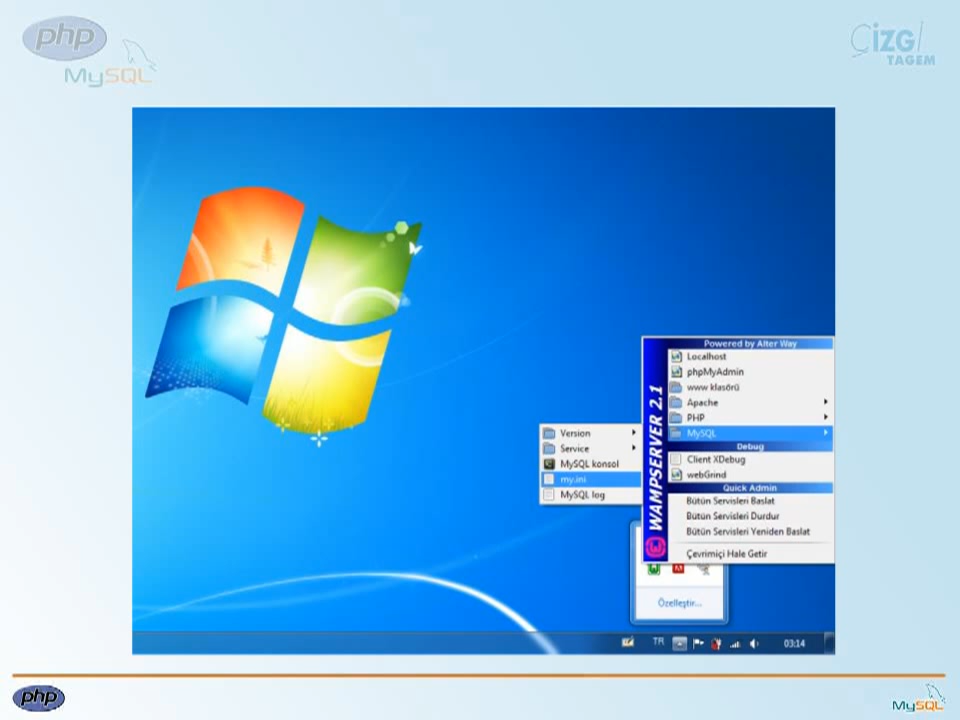 php
MySQL
ÇİZGİ
TAGEM
Powered by Alter Way
Localhost
phpMyAdmin
www klasörü
Apache
PHP
MySQL
Debug
Client XDebug
webGrind
Quick Admin
Bütün Servisleri Baslat
Bütün Servisleri Durdur
Bütün Servisleri Yeniden Baslat
Çevrimiçi Hale Getir
WAMPSERVER 2.1
Version
Service
MySQL konsol
my.ini
MySQL log
Özelleştir...
TR
03:14
php
MySQL